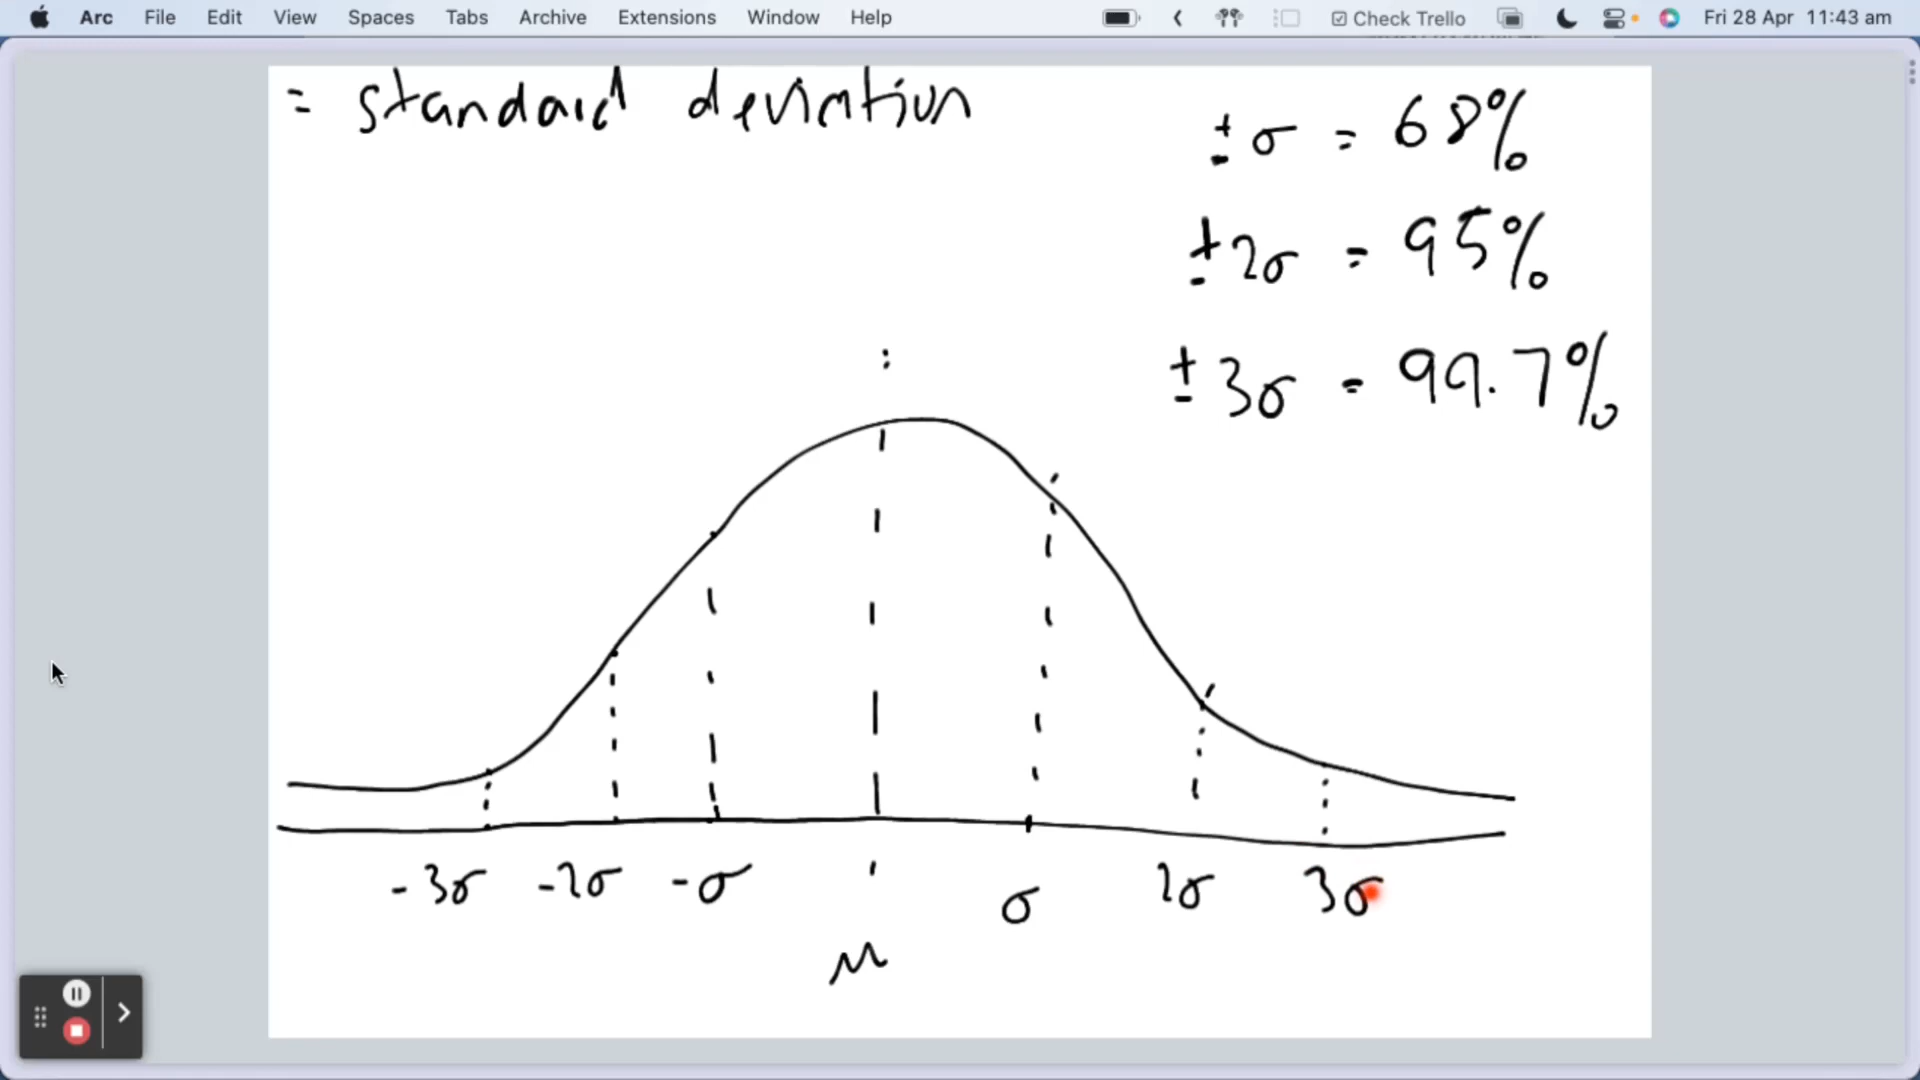 Arc File Edit View Spaces Tabs Archive Extensions Window Help Check Trello Fri 28 Apr 11:43 am
= standard deviation
±σ = 68%
±2σ = 95%
±3σ = 99.7%
-3σ -2σ -σ σ 2σ 3σ
μ